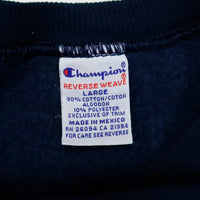 Champion
REVERSE WEAVE
LARGE
90% COTTON/COTON
ALGODON
10% POLYESTER
EXCLUSIVE OF TRIM
MADE IN MEXICO
RN 26094 CA 21356
FOR CARE SEE REVERSE